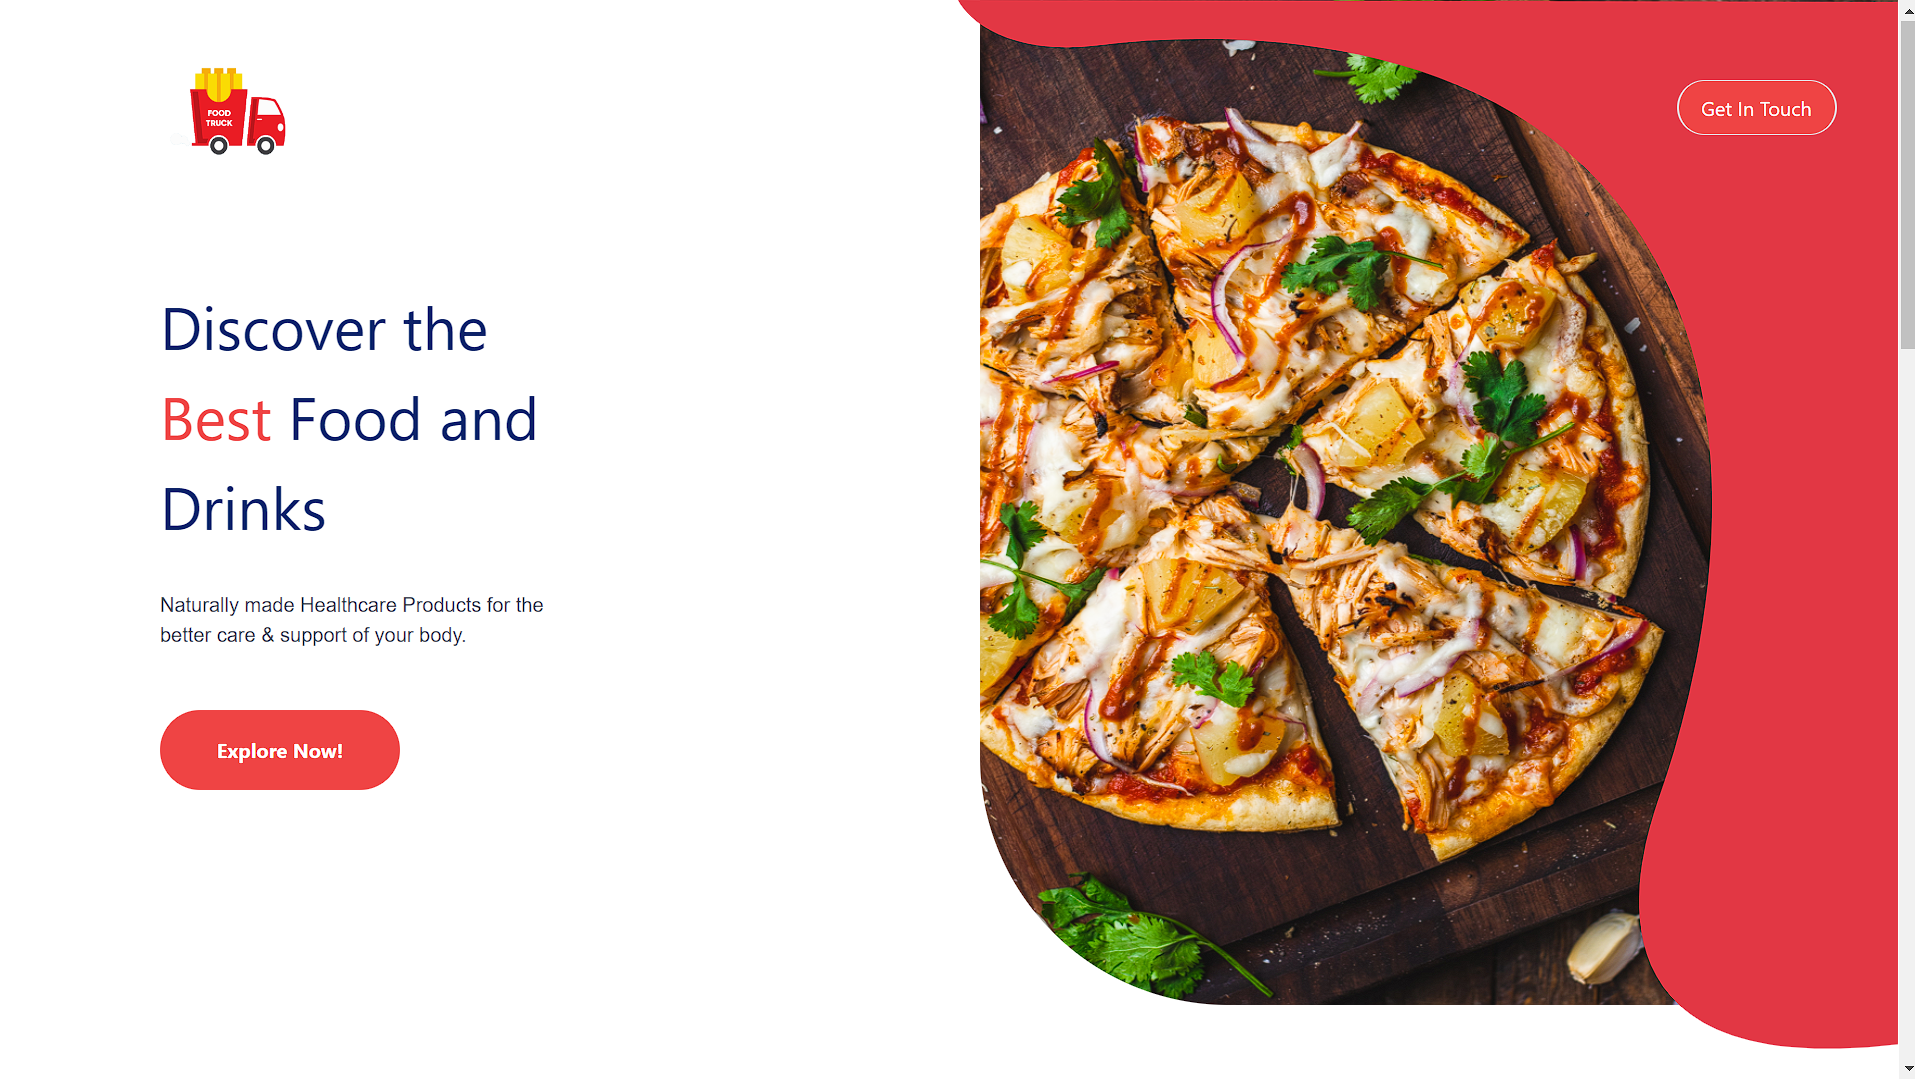 FOOD
TRUCK
Get In Touch
Discover the
Best Food and
Drinks
Naturally made Healthcare Products for the
better care & support of your body.
Explore Now!